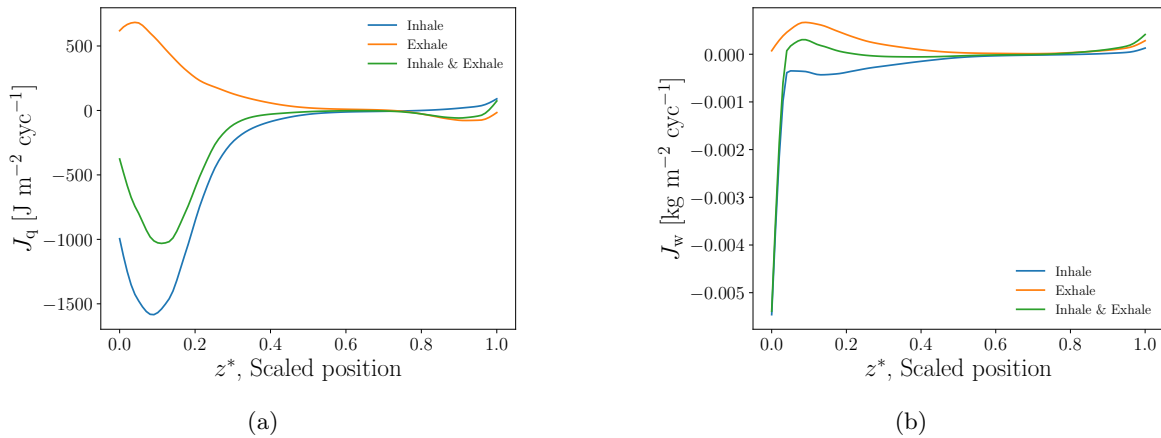 Inhale
Exhale
Inhale & Exhale
500
0
−500
−1000
−1500
J_q [J m⁻² cyc⁻¹]
0.0 0.2 0.4 0.6 0.8 1.0
z*, Scaled position
(a)
0.000
−0.001
−0.002
−0.003
−0.004
−0.005
J_w [kg m⁻² cyc⁻¹]
Inhale
Exhale
Inhale & Exhale
0.0 0.2 0.4 0.6 0.8 1.0
z*, Scaled position
(b)